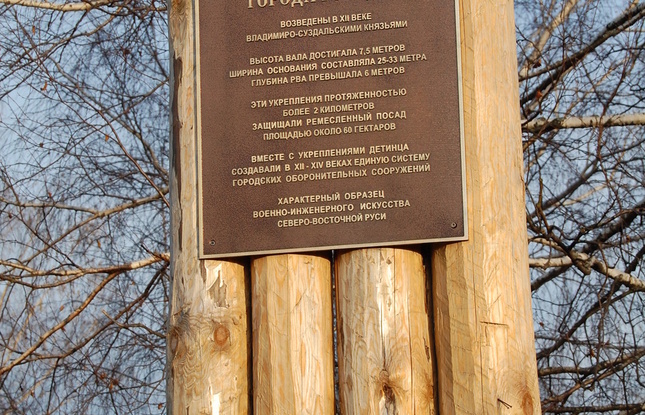 ВОЗВЕДЕНЫ В XII ВЕКЕ
ВЛАДИМИРО-СУЗДАЛЬСКИМИ КНЯЗЬЯМИ
ВЫСОТА ВАЛА ДОСТИГАЛА 7,5 МЕТРОВ
ШИРИНА ОСНОВАНИЯ СОСТАВЛЯЛА 25-33 МЕТРА
ГЛУБИНА РВА ПРЕВЫШАЛА 6 МЕТРОВ
ЭТИ УКРЕПЛЕНИЯ ПРОТЯЖЕННОСТЬЮ
БОЛЕЕ 2 КИЛОМЕТРОВ
ЗАЩИЩАЛИ РЕМЕСЛЕННЫЙ ПОСАД
ПЛОЩАДЬЮ ОКОЛО 60 ГЕКТАРОВ
ВМЕСТЕ С УКРЕПЛЕНИЯМИ ДЕТИНЦА
СОЗДАВАЛИ В XII - XIV ВЕКАХ ЕДИНУЮ СИСТЕМУ
ГОРОДСКИХ ОБОРОНИТЕЛЬНЫХ СООРУЖЕНИЙ
ХАРАКТЕРНЫЙ ОБРАЗЕЦ
ВОЕННО-ИНЖЕНЕРНОГО ИСКУССТВА
СЕВЕРО-ВОСТОЧНОЙ РУСИ